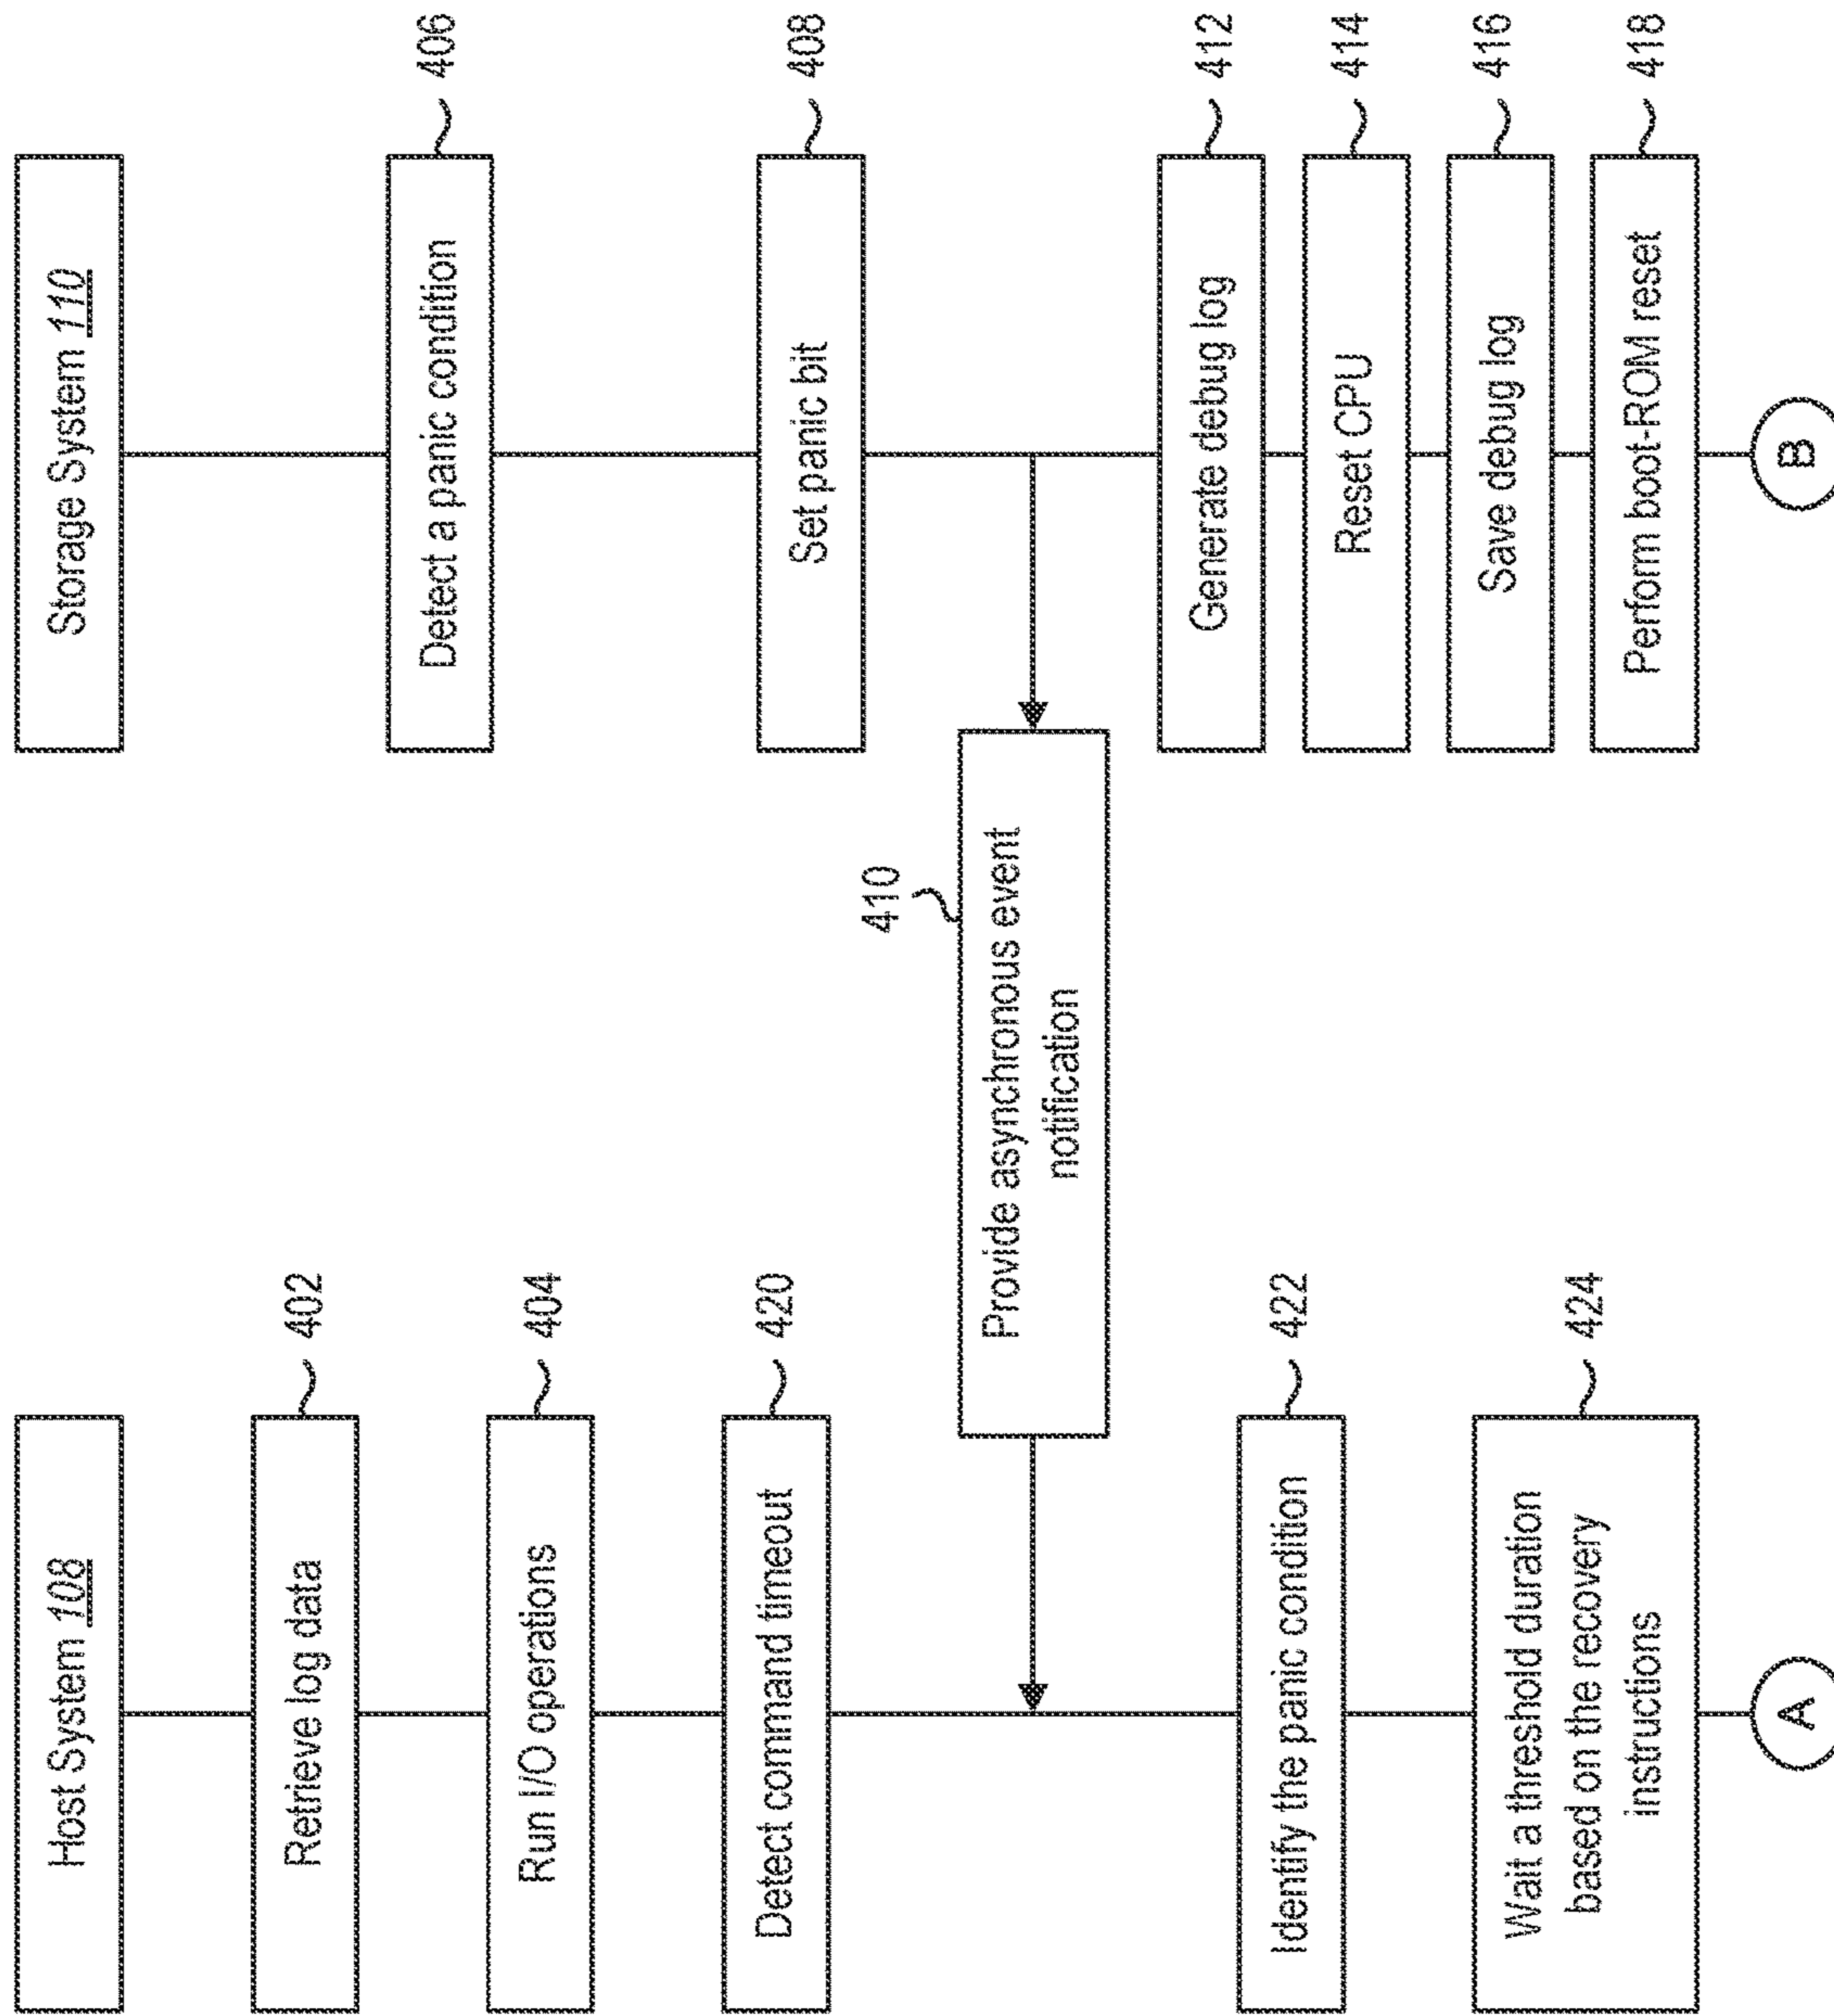 Host System 108
Storage System 110
Retrieve log data
402
Run I/O operations
404
Detect a panic condition
406
Detect command timeout
420
Set panic bit
408
410
Provide asynchronous event
notification
Generate debug log
412
Identify the panic condition
422
Reset CPU
414
Save debug log
416
Wait a threshold duration
based on the recovery
instructions
424
Perform boot-ROM reset
418
A
B